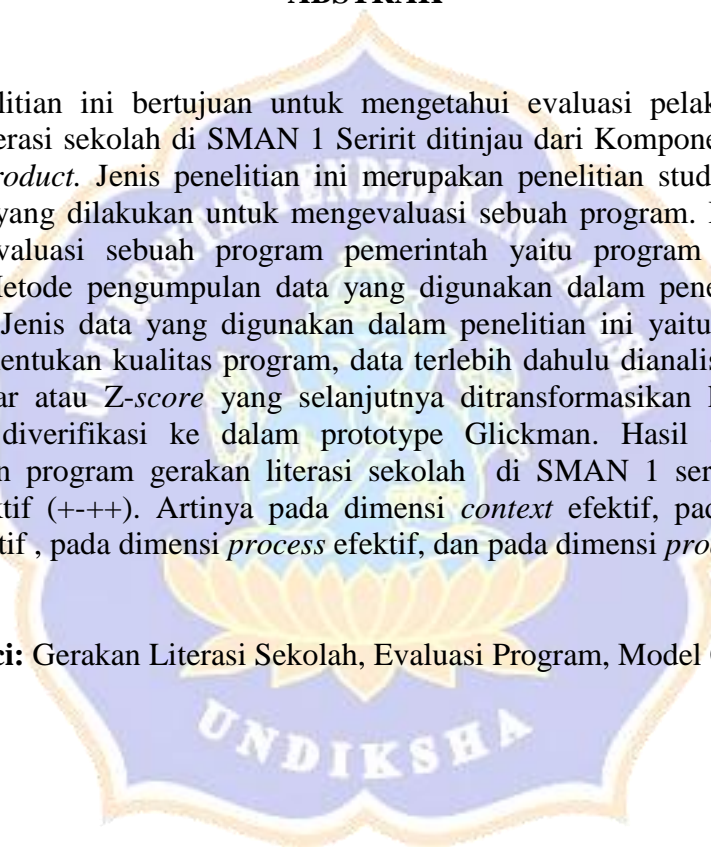 ABSTRAK
litian ini bertujuan untuk mengetahui evaluasi pelak
erasi sekolah di SMAN 1 Seririt ditinjau dari Kompone
roduct. Jenis penelitian ini merupakan penelitian stud
yang dilakukan untuk mengevaluasi sebuah program.
valuasi sebuah program pemerintah yaitu program
etode pengumpulan data yang digunakan dalam pene
Jenis data yang digunakan dalam penelitian ini yaitu
entukan kualitas program, data terlebih dahulu dianalis
ar atau Z-score yang selanjutnya ditransformasikan
diverifikasi ke dalam prototype Glickman. Hasil
n program gerakan literasi sekolah di SMAN 1 ser
ktif (+-++). Artinya pada dimensi context efektif, pad
tif , pada dimensi process efektif, dan pada dimensi pro
ci: Gerakan Literasi Sekolah, Evaluasi Program, Model
UNIVERSITAS PENDIDIKAN GANESHA
UNDIKSHA